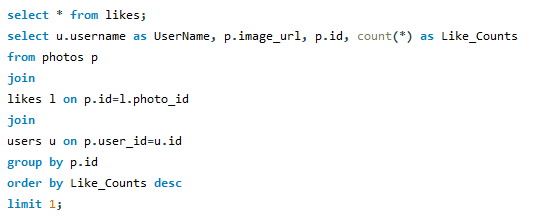 select * from likes;
select u.username as UserName, p.image_url, p.id, count(*) as Like_Counts
from photos p
join
likes l on p.id=l.photo_id
join
users u on p.user_id=u.id
group by p.id
order by Like_Counts desc
limit 1;